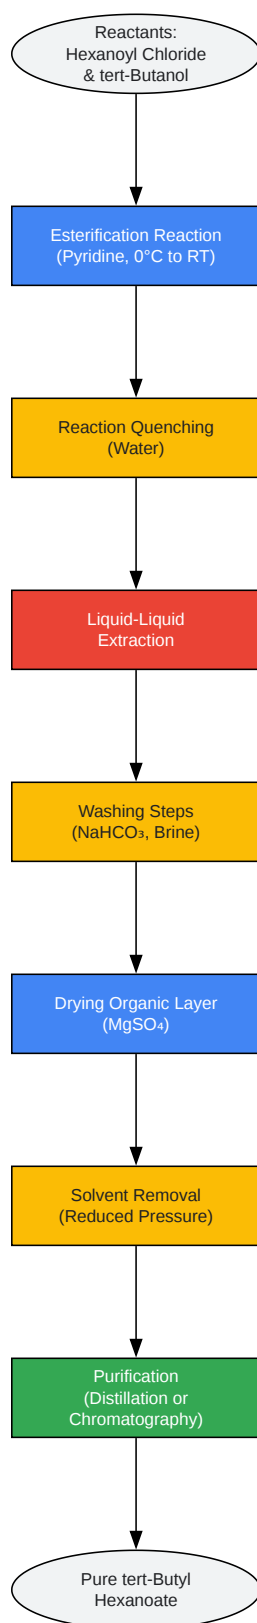 Reactants:
Hexanoyl Chloride
& tert-Butanol
Esterification Reaction
(Pyridine, 0°C to RT)
Reaction Quenching
(Water)
Liquid-Liquid
Extraction
Washing Steps
(NaHCO₃, Brine)
Drying Organic Layer
(MgSO₄)
Solvent Removal
(Reduced Pressure)
Purification
(Distillation or
Chromatography)
Pure tert-Butyl
Hexanoate